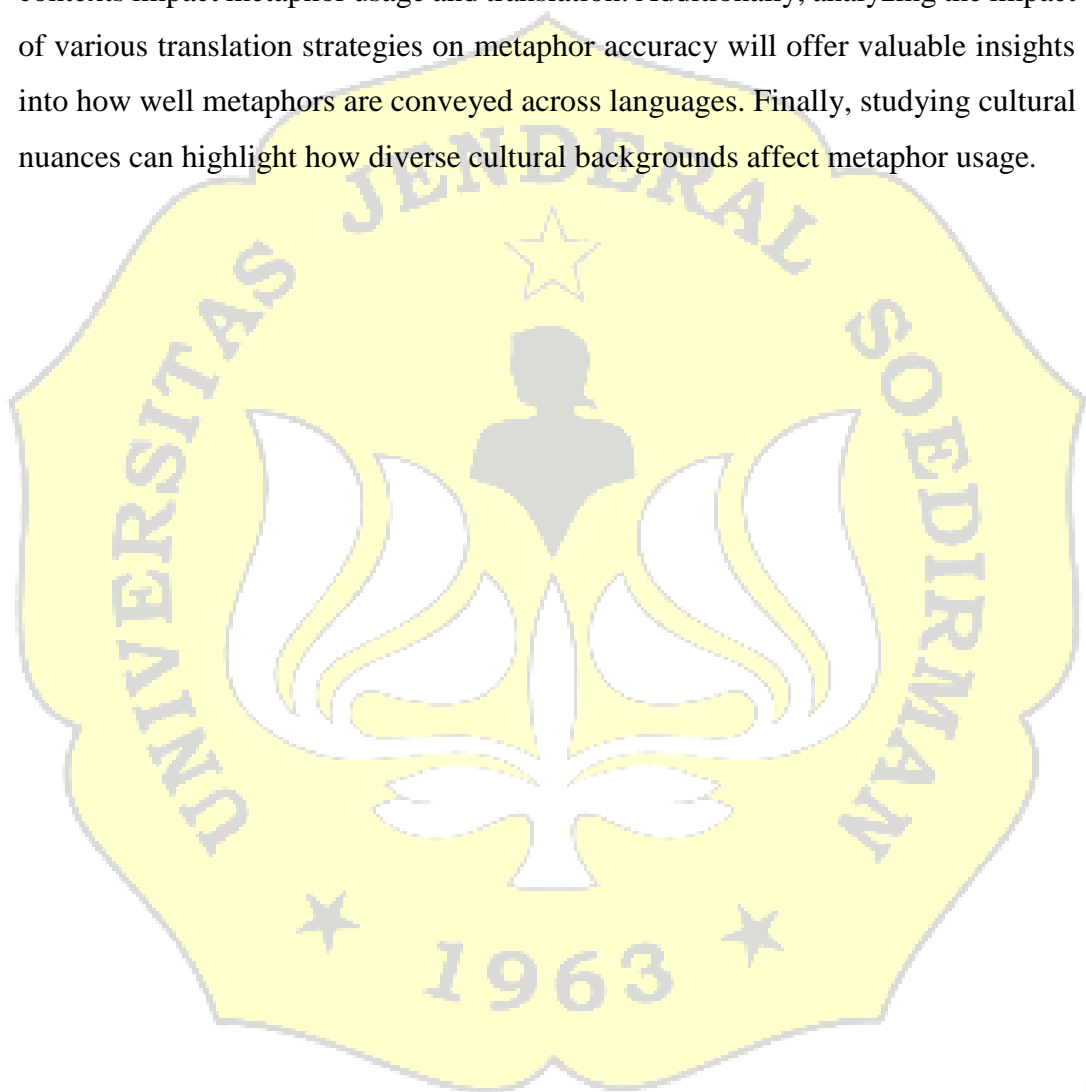 contexts impact metaphor usage and translation. Additionally, analyzing the impact
of various translation strategies on metaphor accuracy will offer valuable insights
into how well metaphors are conveyed across languages. Finally, studying cultural
nuances can highlight how diverse cultural backgrounds affect metaphor usage.
UNIVERSITAS JENDERAL SOEDIRMAN
1963